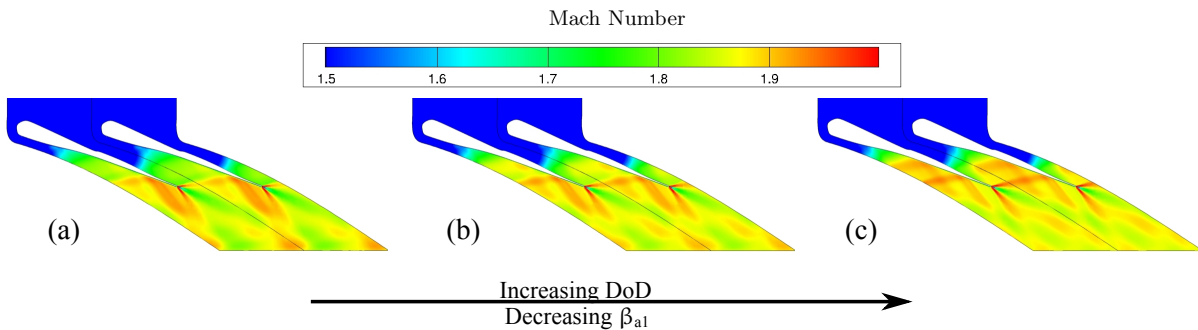 Mach Number
1.5 1.6 1.7 1.8 1.9
(a) (b) (c)
Increasing DoD
Decreasing βa1